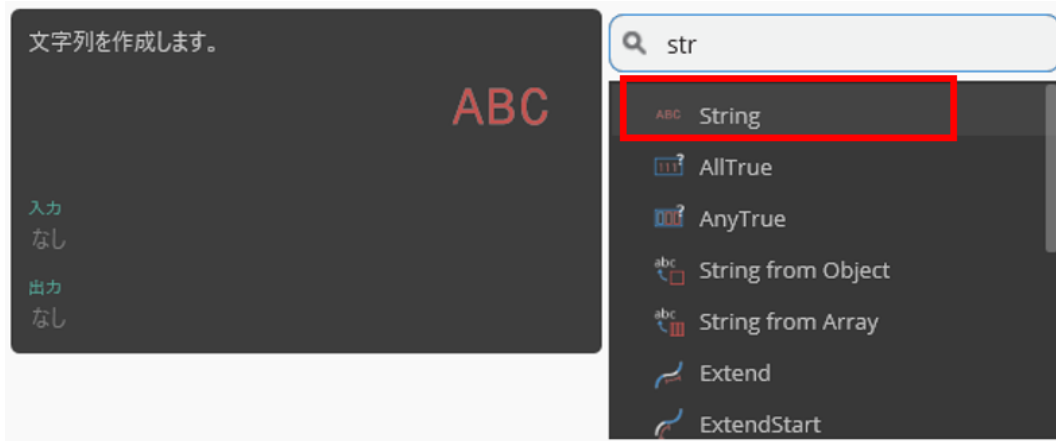 文字列を作成します。
ABC
入力
なし
出力
なし
str
ABC String
AllTrue
AnyTrue
abc String from Object
abc String from Array
Extend
ExtendStart